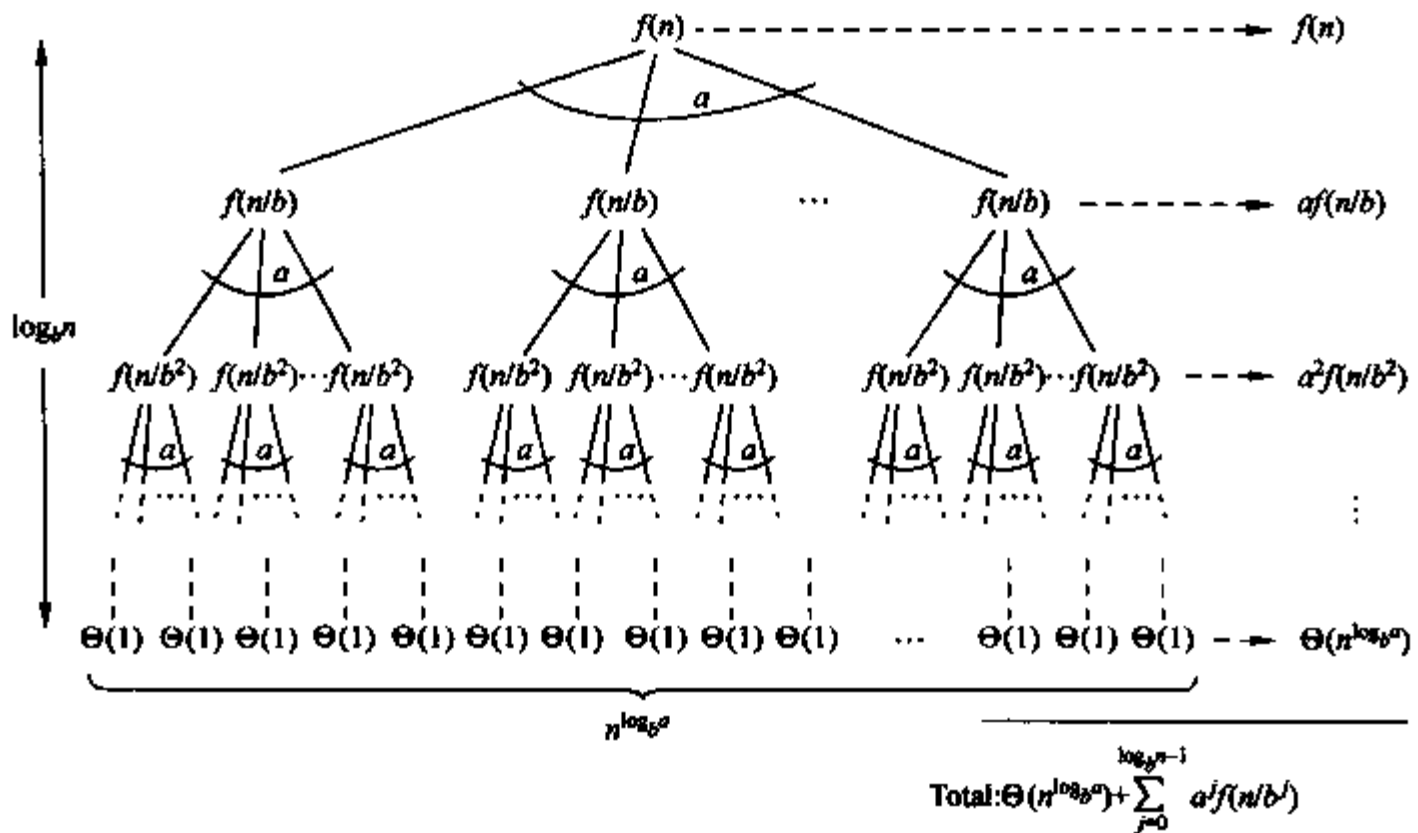 f(n) f(n)
a
f(n/b) f(n/b) ... f(n/b) af(n/b)
a a a
log_b n
f(n/b²) f(n/b²)...f(n/b²) f(n/b²) f(n/b²)...f(n/b²) f(n/b²) f(n/b²)...f(n/b²) a²f(n/b²)
a a a a a a a a a
Θ(1) Θ(1) Θ(1) Θ(1) Θ(1) Θ(1) Θ(1) Θ(1) Θ(1) Θ(1) ... Θ(1) Θ(1) Θ(1) Θ(n^{log_b a})
n^{log_b a}
Total:Θ(n^{log_b a})+∑_{j=0}^{log_b n-1} a^j f(n/b^j)